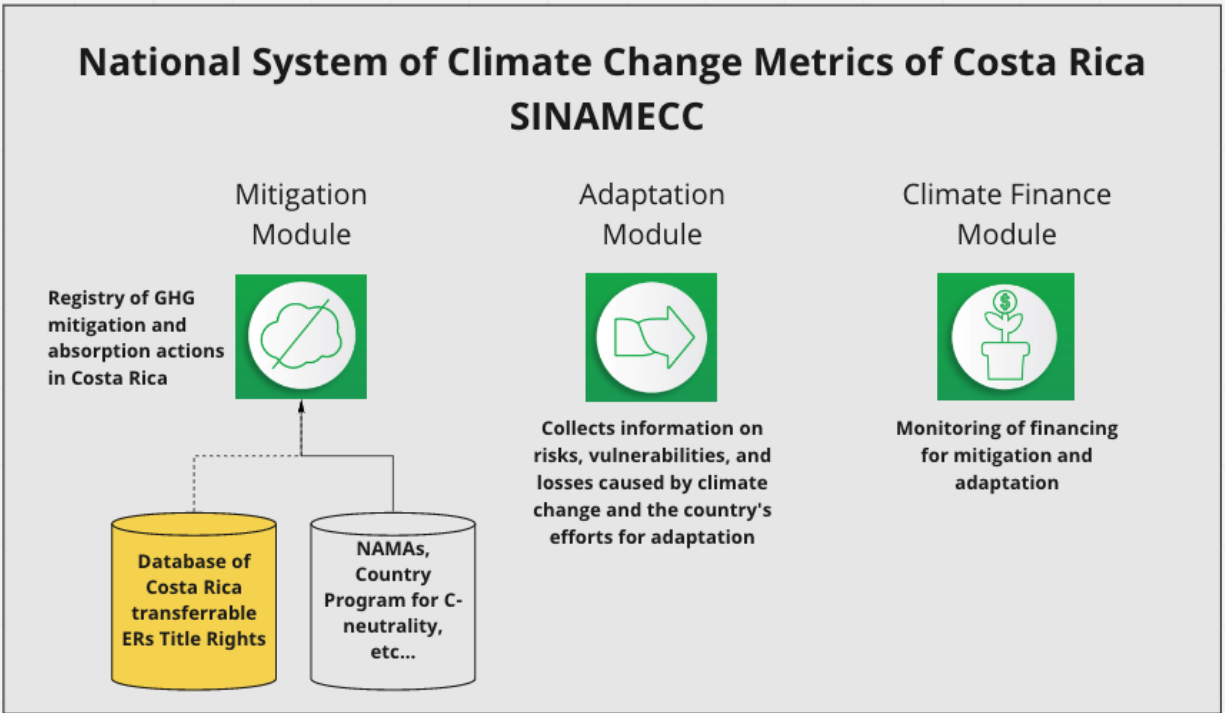 National System of Climate Change Metrics of Costa Rica
SINAMECC
Mitigation
Module
Registry of GHG
mitigation and
absorption actions
in Costa Rica
Database of
Costa Rica
transferrable
ERs Title Rights
NAMAs,
Country
Program for C-
neutrality,
etc...
Adaptation
Module
Collects information on
risks, vulnerabilities, and
losses caused by climate
change and the country's
efforts for adaptation
Climate Finance
Module
$
Monitoring of financing
for mitigation and
adaptation